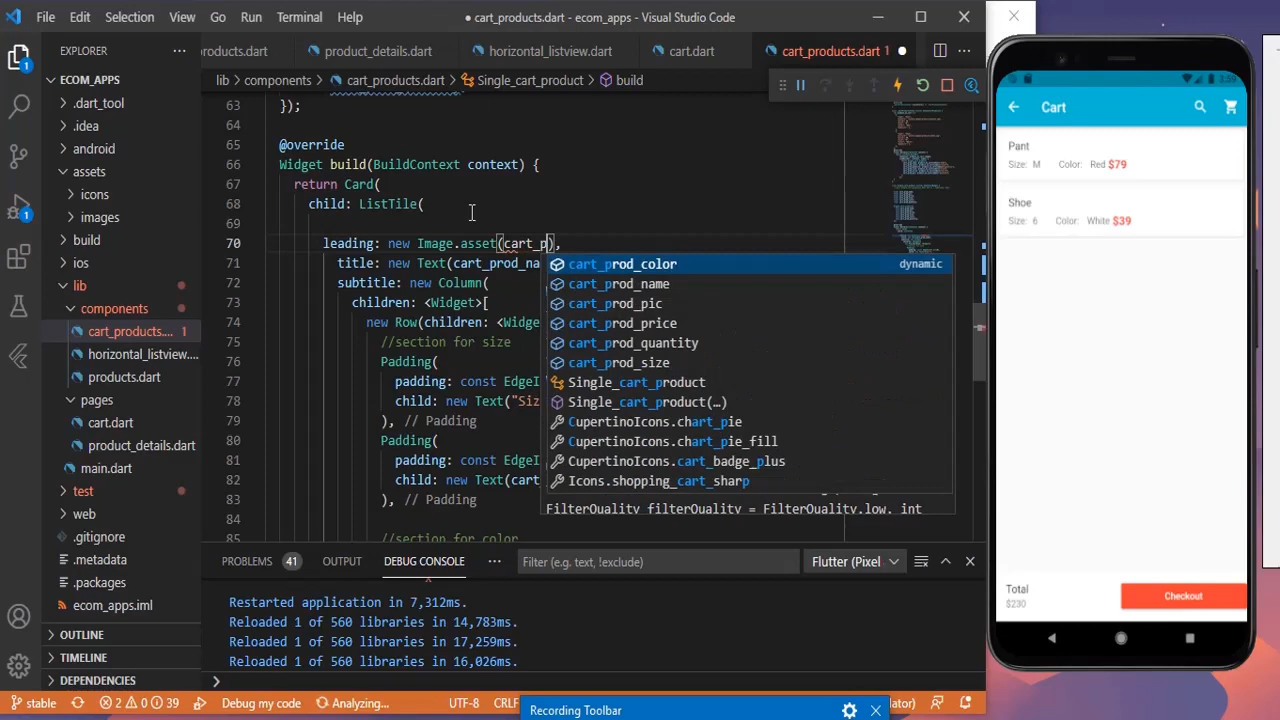 File Edit Selection View Go Run Terminal Help
● cart_products.dart - ecom_apps - Visual Studio Code
EXPLORER
roducts.dart product_details.dart horizontal_listview.dart cart.dart cart_products.dart 1
ECOM_APPS
.dart_tool
.idea
android
assets
icons
images
build
ios
lib
components
cart_products.... 1
horizontal_listview....
products.dart
pages
cart.dart
product_details.dart
main.dart
test
web
.gitignore
.metadata
.packages
ecom_apps.iml
OUTLINE
TIMELINE
DEPENDENCIES
lib > components > cart_products.dart > Single_cart_product > build
63 });
64
65 @override
66 Widget build(BuildContext context) {
67 return Card(
68 child: ListTile(
69
70 leading: new Image.asset(cart_p),
71 title: new Text(cart_prod_na
72 subtitle: new Column(
73 children: <Widget>[
74 new Row(children: <Widge
75 //section for size
76 Padding(
77 padding: const EdgeI
78 child: new Text("Siz
79 ), // Padding
80 Padding(
81 padding: const EdgeI
82 child: new Text(cart
83 ), // Padding
84
85 //section for color
cart_prod_color dynamic
cart_prod_name
cart_prod_pic
cart_prod_price
cart_prod_quantity
cart_prod_size
Single_cart_product
Single_cart_product(…)
CupertinoIcons.chart_pie
CupertinoIcons.chart_pie_fill
CupertinoIcons.cart_badge_plus
Icons.shopping_cart_sharp
FilterQuality filterQuality = FilterQuality.low, int
PROBLEMS 41 OUTPUT DEBUG CONSOLE Filter (e.g. text, !exclude) Flutter (Pixel
Restarted application in 7,312ms.
Reloaded 1 of 560 libraries in 14,783ms.
Reloaded 1 of 560 libraries in 17,259ms.
Reloaded 1 of 560 libraries in 16,026ms.
stable 2 0 39 Debug my code Analyzing... UTF-8 CRLF lator)
Recording Toolbar
3:59
Cart
Pant
Size: M Color: Red $79
Shoe
Size: 6 Color: White $39
Total
$230
Checkout